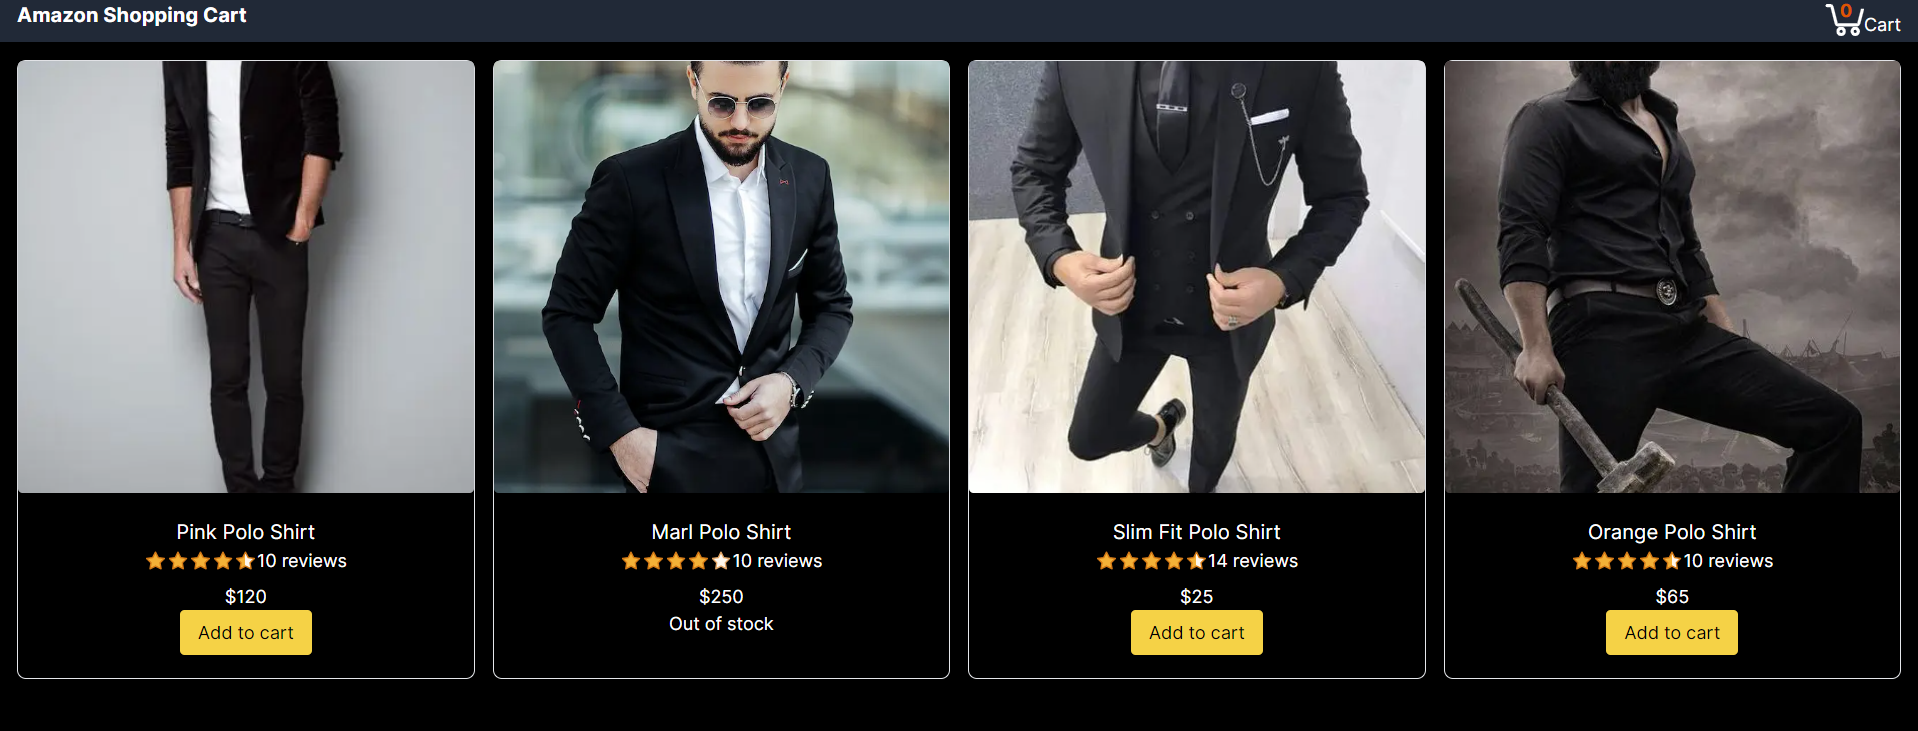 Amazon Shopping Cart
0
Cart
Pink Polo Shirt
10 reviews
$120
Add to cart
Marl Polo Shirt
10 reviews
$250
Out of stock
Slim Fit Polo Shirt
14 reviews
$25
Add to cart
Orange Polo Shirt
10 reviews
$65
Add to cart